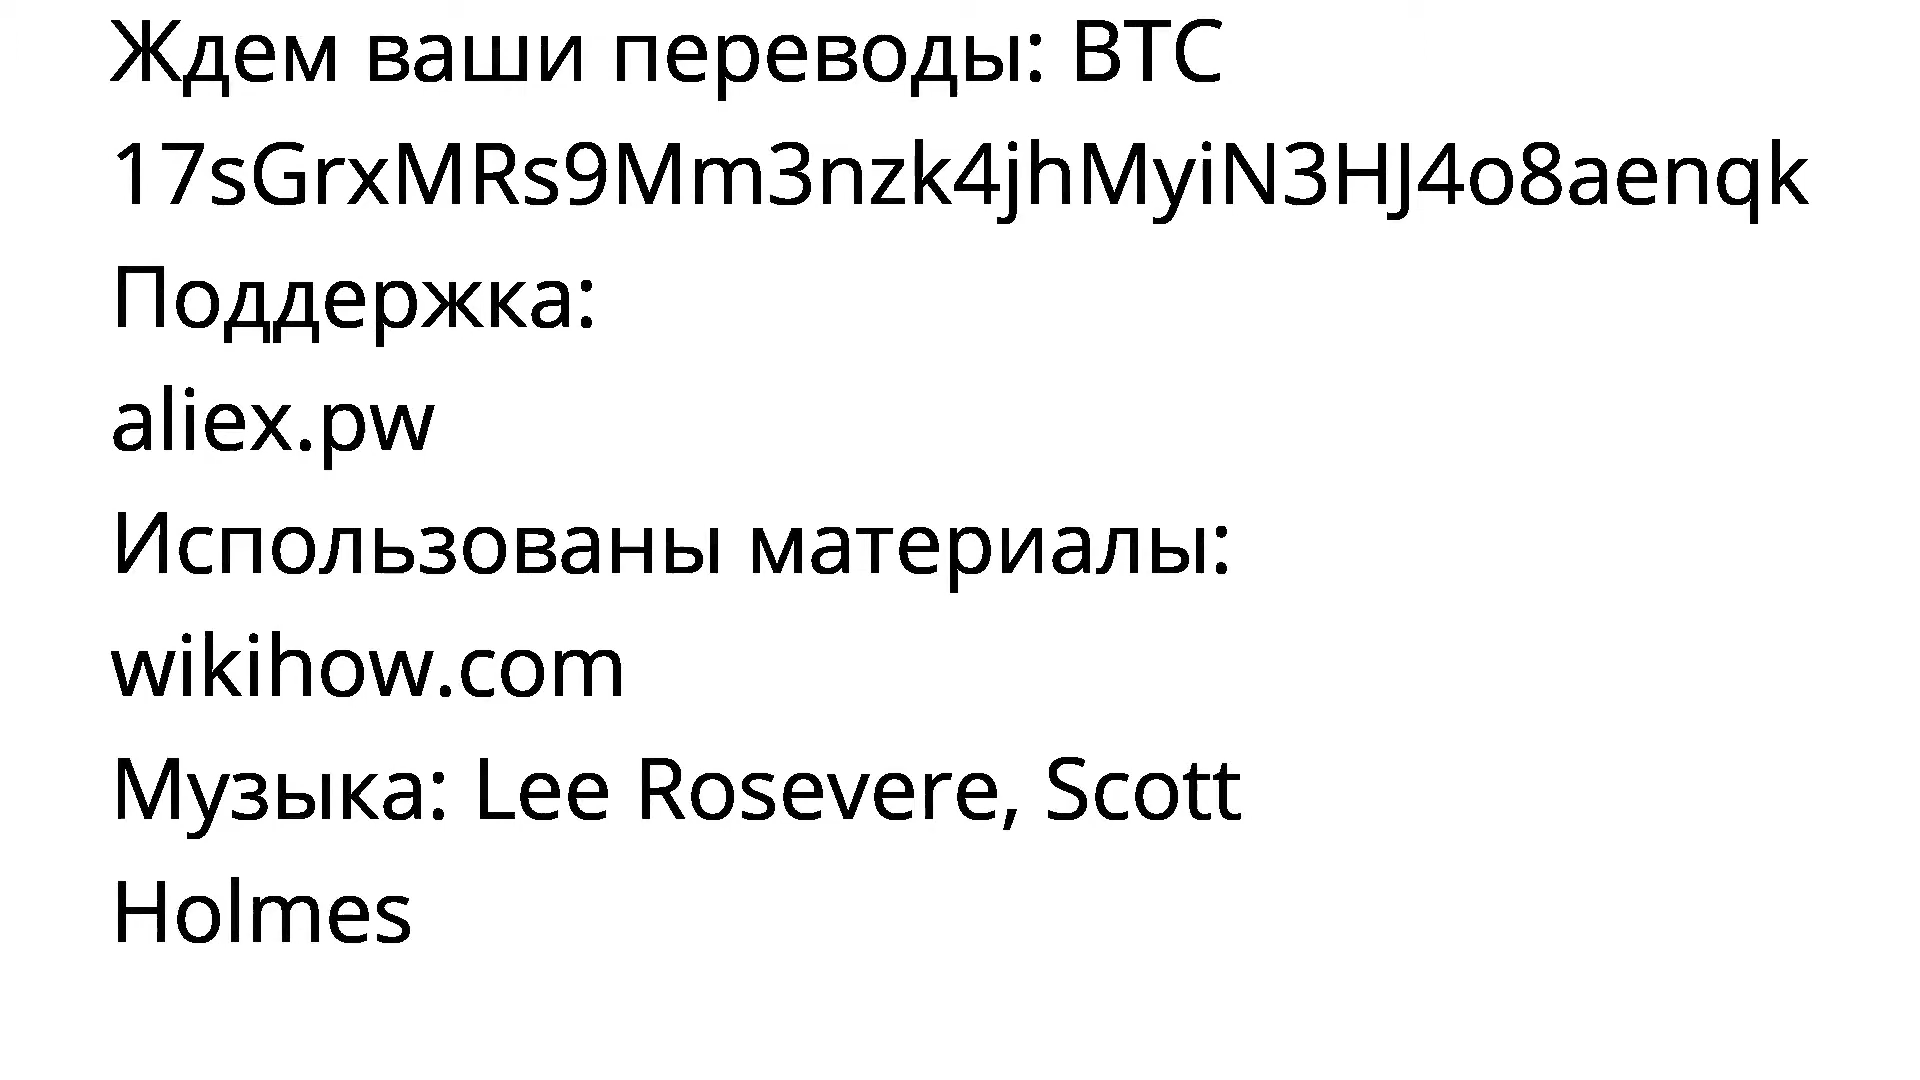 Ждем ваши переводы: BTC
17sGrxMRs9Mm3nzk4jhMyiN3HJ4o8aenqk
Поддержка:
aliex.pw
Использованы материалы:
wikihow.com
Музыка: Lee Rosevere, Scott
Holmes